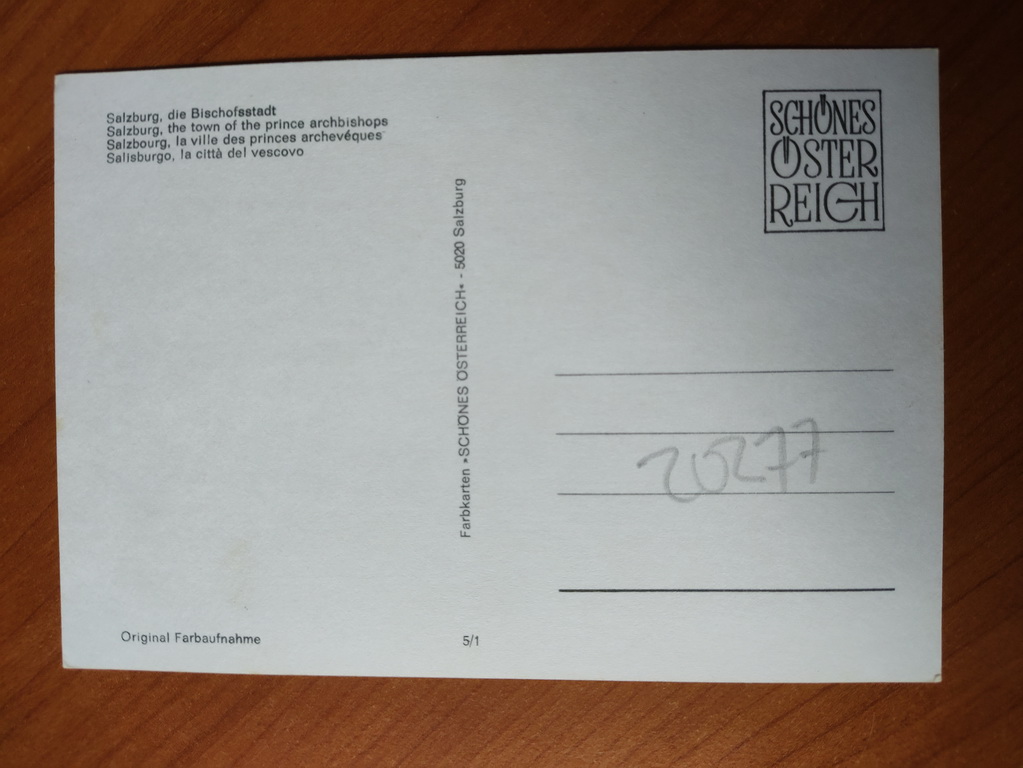 Salzburg, die Bischofsstadt
Salzburg, the town of the prince archbishops
Salzbourg, la ville des princes archevéques
Salisburgo, la città del vescovo
SCHÖNES
ÖSTER
REICH
Farbkarten »SCHÖNES ÖSTERREICH« - 5020 Salzburg
20277
Original Farbaufnahme
5/1